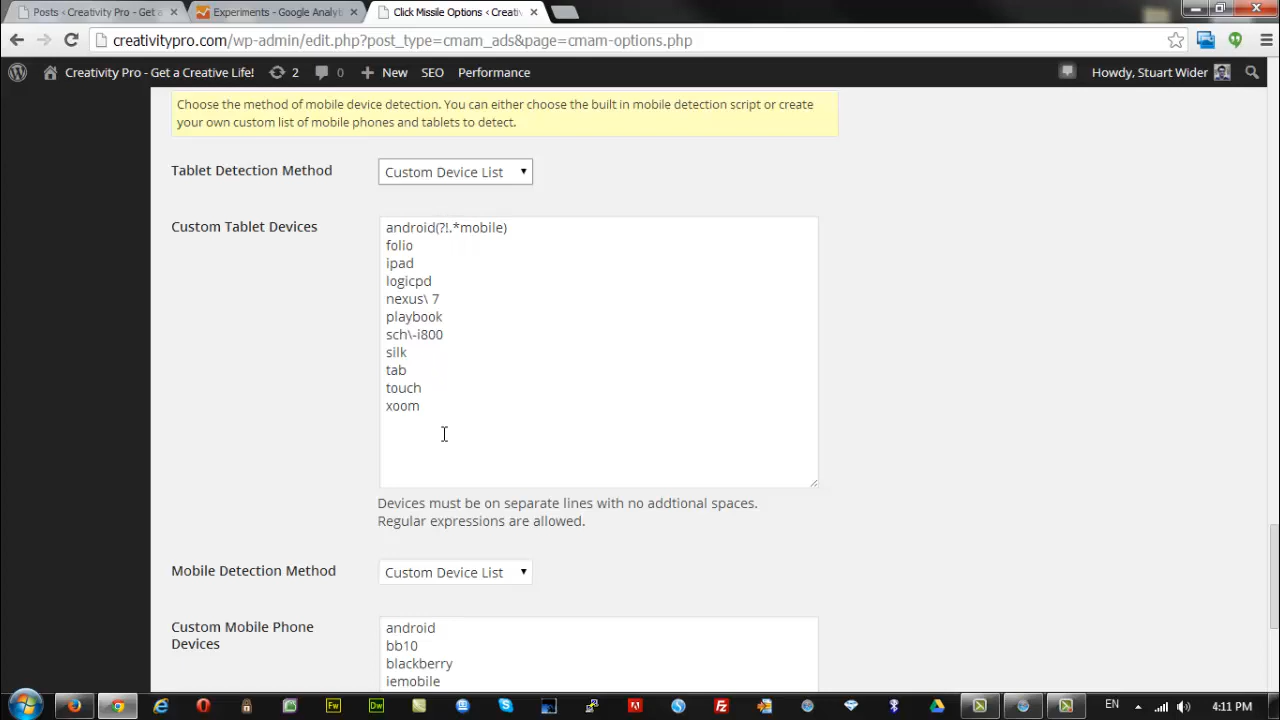 Posts ‹ Creativity Pro - Get a
Experiments - Google Analyti
Click Missile Options ‹ Creativ
creativitypro.com/wp-admin/edit.php?post_type=cmam_ads&page=cmam-options.php
Creativity Pro - Get a Creative Life! 2 0 New SEO Performance Howdy, Stuart Wider
Choose the method of mobile device detection. You can either choose the built in mobile detection script or create
your own custom list of mobile phones and tablets to detect.
Tablet Detection Method Custom Device List
Custom Tablet Devices android(?!.*mobile)
folio
ipad
logicpd
nexus\ 7
playbook
sch\-i800
silk
tab
touch
xoom
Devices must be on separate lines with no addtional spaces.
Regular expressions are allowed.
Mobile Detection Method Custom Device List
Custom Mobile Phone
Devices
android
bb10
blackberry
iemobile
Fw Dw EN 4:11 PM